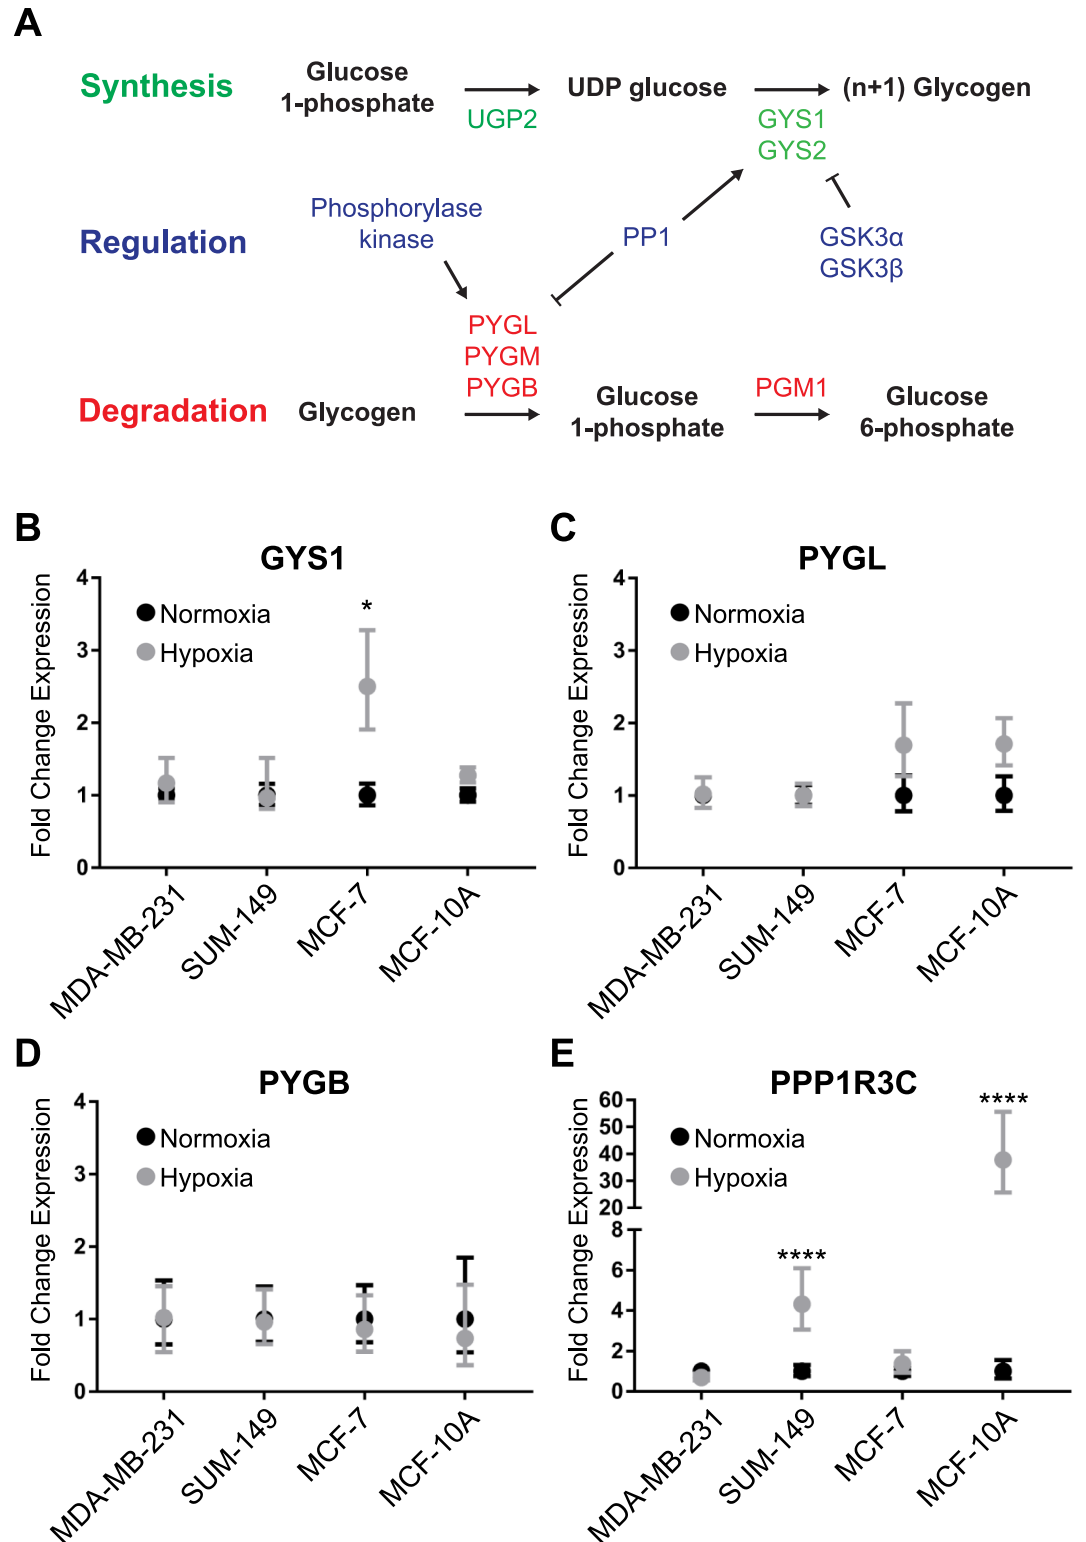 A
Synthesis
Glucose
1-phosphate
UGP2
UDP glucose
GYS1
GYS2
(n+1) Glycogen
Regulation
Phosphorylase
kinase
PP1
GSK3α
GSK3β
Degradation
Glycogen
PYGL
PYGM
PYGB
Glucose
1-phosphate
PGM1
Glucose
6-phosphate
B
GYS1
Fold Change Expression
4
3
2
1
0
Normoxia
Hypoxia
*
MDA-MB-231
SUM-149
MCF-7
MCF-10A
C
PYGL
Fold Change Expression
4
3
2
1
0
Normoxia
Hypoxia
MDA-MB-231
SUM-149
MCF-7
MCF-10A
D
PYGB
Fold Change Expression
4
3
2
1
0
Normoxia
Hypoxia
MDA-MB-231
SUM-149
MCF-7
MCF-10A
E
PPP1R3C
Fold Change Expression
60
50
40
30
20
8
6
4
2
0
Normoxia
Hypoxia
****
****
MDA-MB-231
SUM-149
MCF-7
MCF-10A